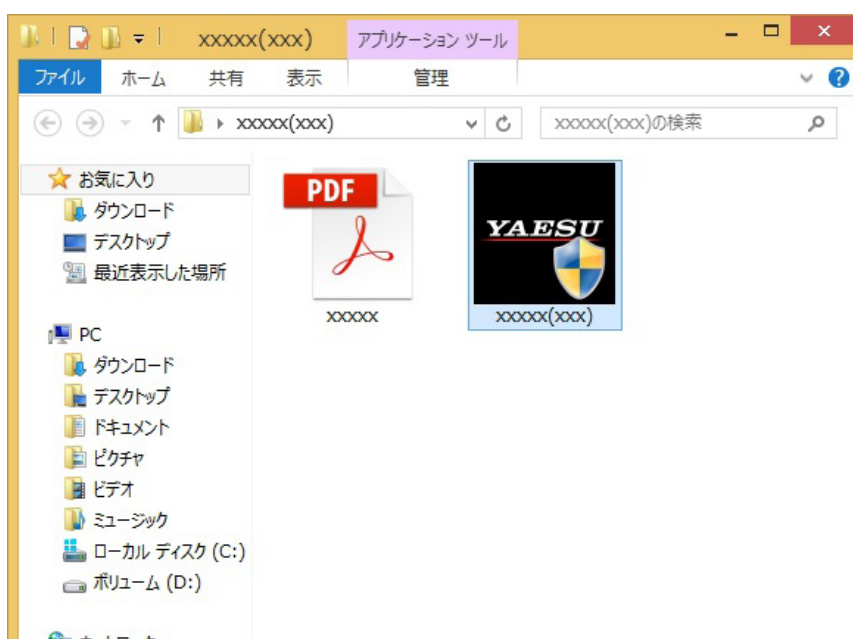 xxxxx(xxx)
アプリケーション ツール
ファイル
ホーム
共有
表示
管理
xxxxx(xxx)
xxxxx(xxx)の検索
お気に入り
ダウンロード
デスクトップ
最近表示した場所
PC
ダウンロード
デスクトップ
ドキュメント
ピクチャ
ビデオ
ミュージック
ローカル ディスク (C:)
ボリューム (D:)
PDF
xxxxx
YAESU
xxxxx(xxx)